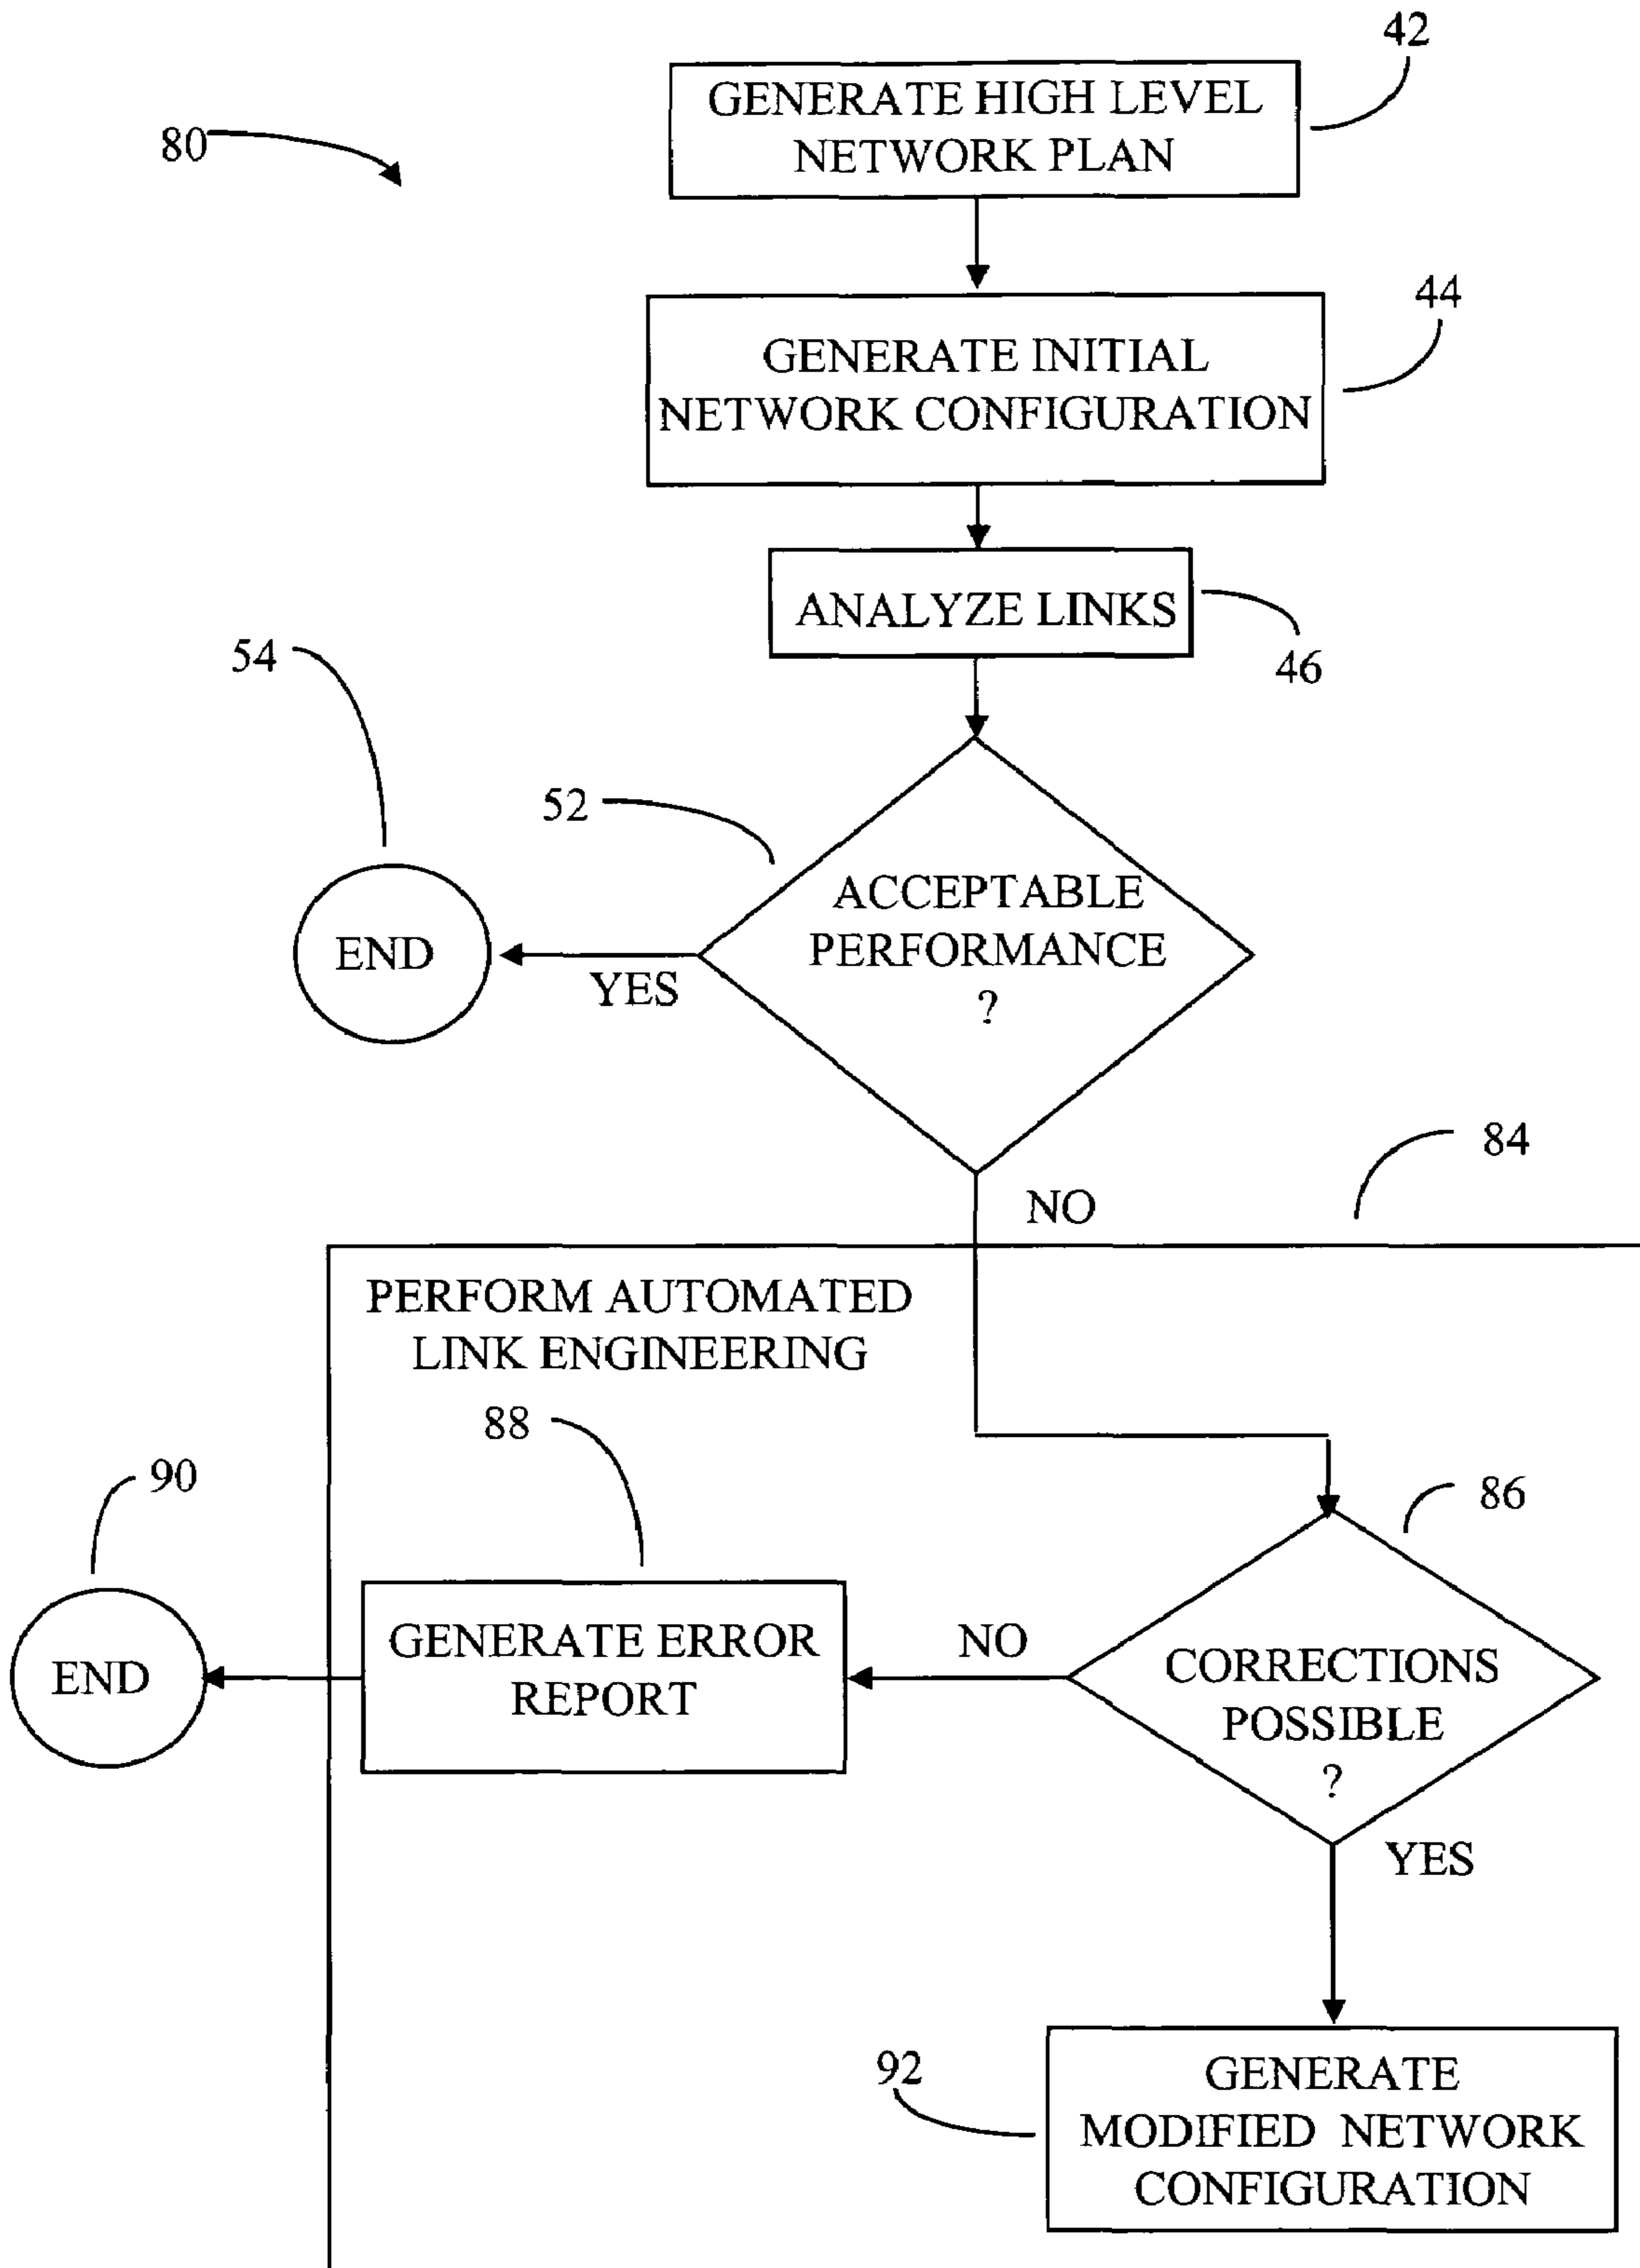 42
GENERATE HIGH LEVEL
NETWORK PLAN
80
44
GENERATE INITIAL
NETWORK CONFIGURATION
ANALYZE LINKS
46
54
52
ACCEPTABLE
PERFORMANCE
?
END
YES
84
NO
PERFORM AUTOMATED
LINK ENGINEERING
88
90
86
GENERATE ERROR
REPORT
NO
END
CORRECTIONS
POSSIBLE
?
YES
92
GENERATE
MODIFIED NETWORK
CONFIGURATION